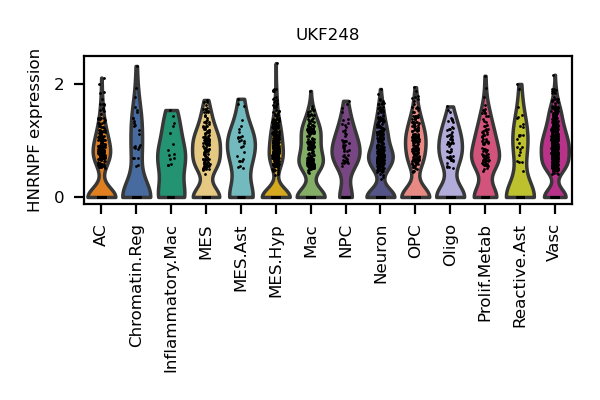 UKF248
HNRNPF expression
2
0
AC
Chromatin.Reg
Inflammatory.Mac
MES
MES.Ast
MES.Hyp
Mac
NPC
Neuron
OPC
Oligo
Prolif.Metab
Reactive.Ast
Vasc